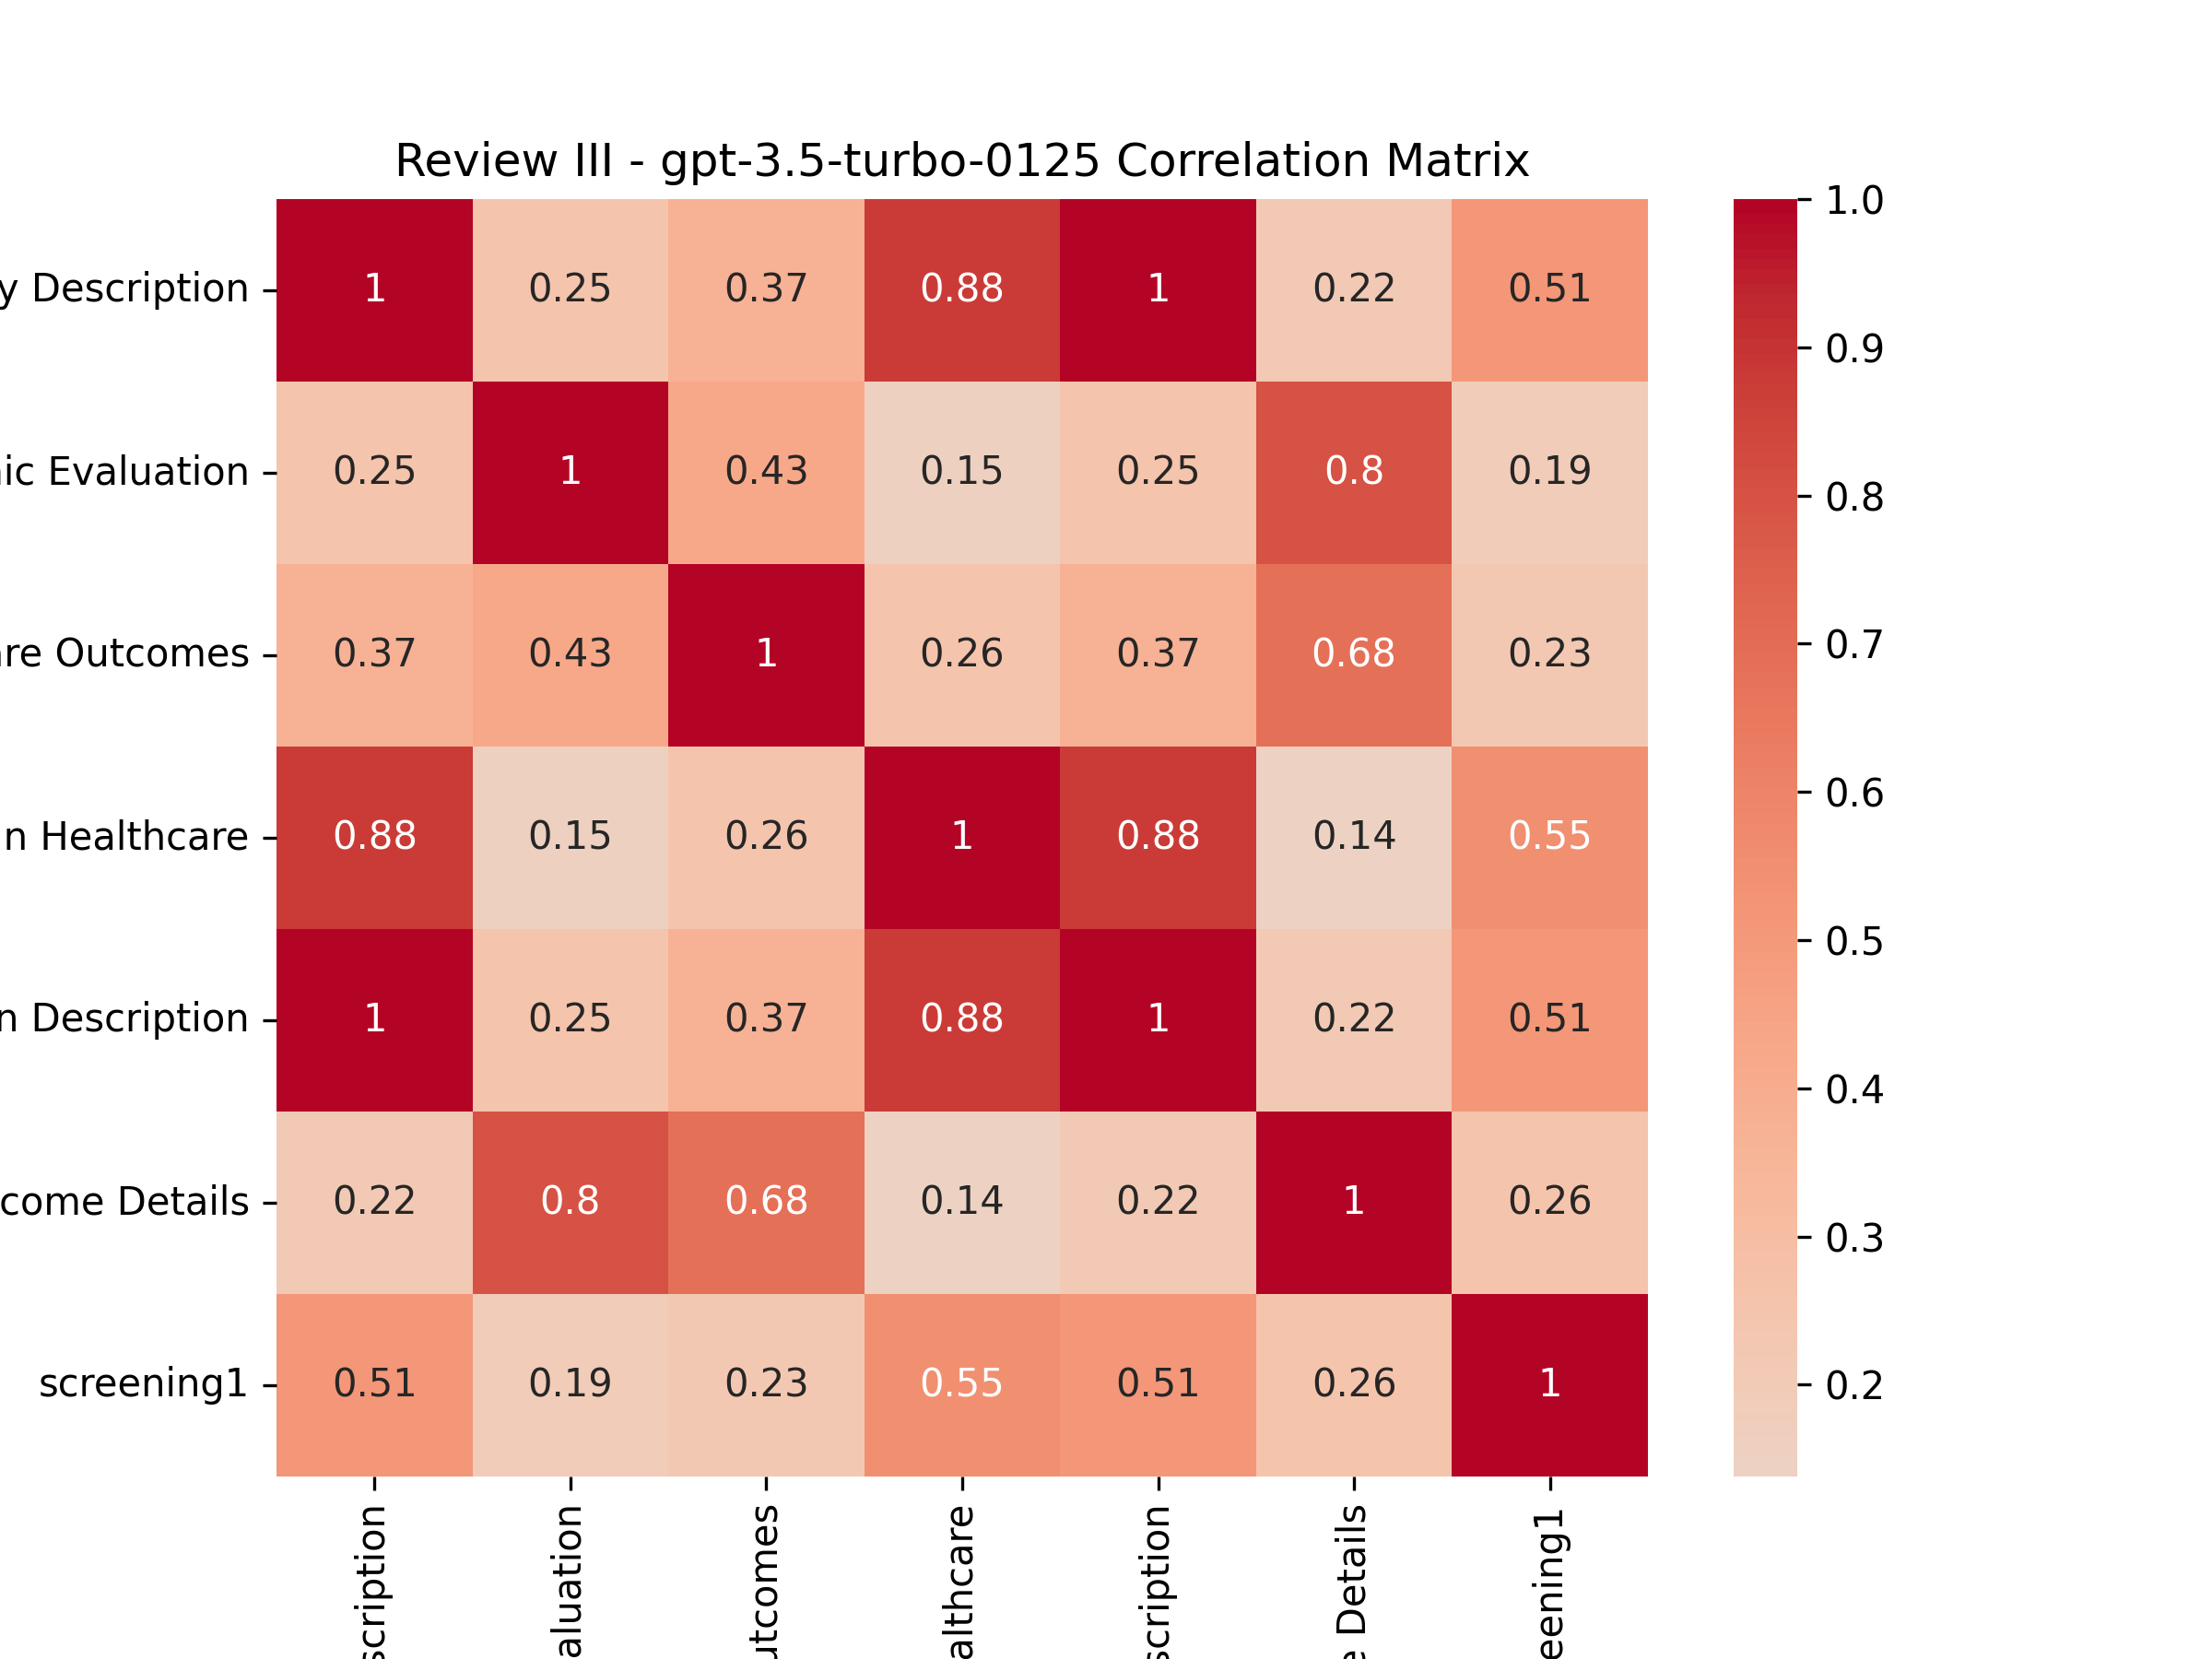 Review III - gpt-3.5-turbo-0125 Correlation Matrix
1.0
y Description 1 0.25 0.37 0.88 1 0.22 0.51
0.9
ic Evaluation 0.25 1 0.43 0.15 0.25 0.8 0.19
0.8
re Outcomes 0.37 0.43 1 0.26 0.37 0.68 0.23
0.7
0.6
n Healthcare 0.88 0.15 0.26 1 0.88 0.14 0.55
0.5
n Description 1 0.25 0.37 0.88 1 0.22 0.51
0.4
come Details 0.22 0.8 0.68 0.14 0.22 1 0.26
0.3
screening1 0.51 0.19 0.23 0.55 0.51 0.26 1
0.2
scription
aluation
utcomes
althcare
scription
e Details
eening1